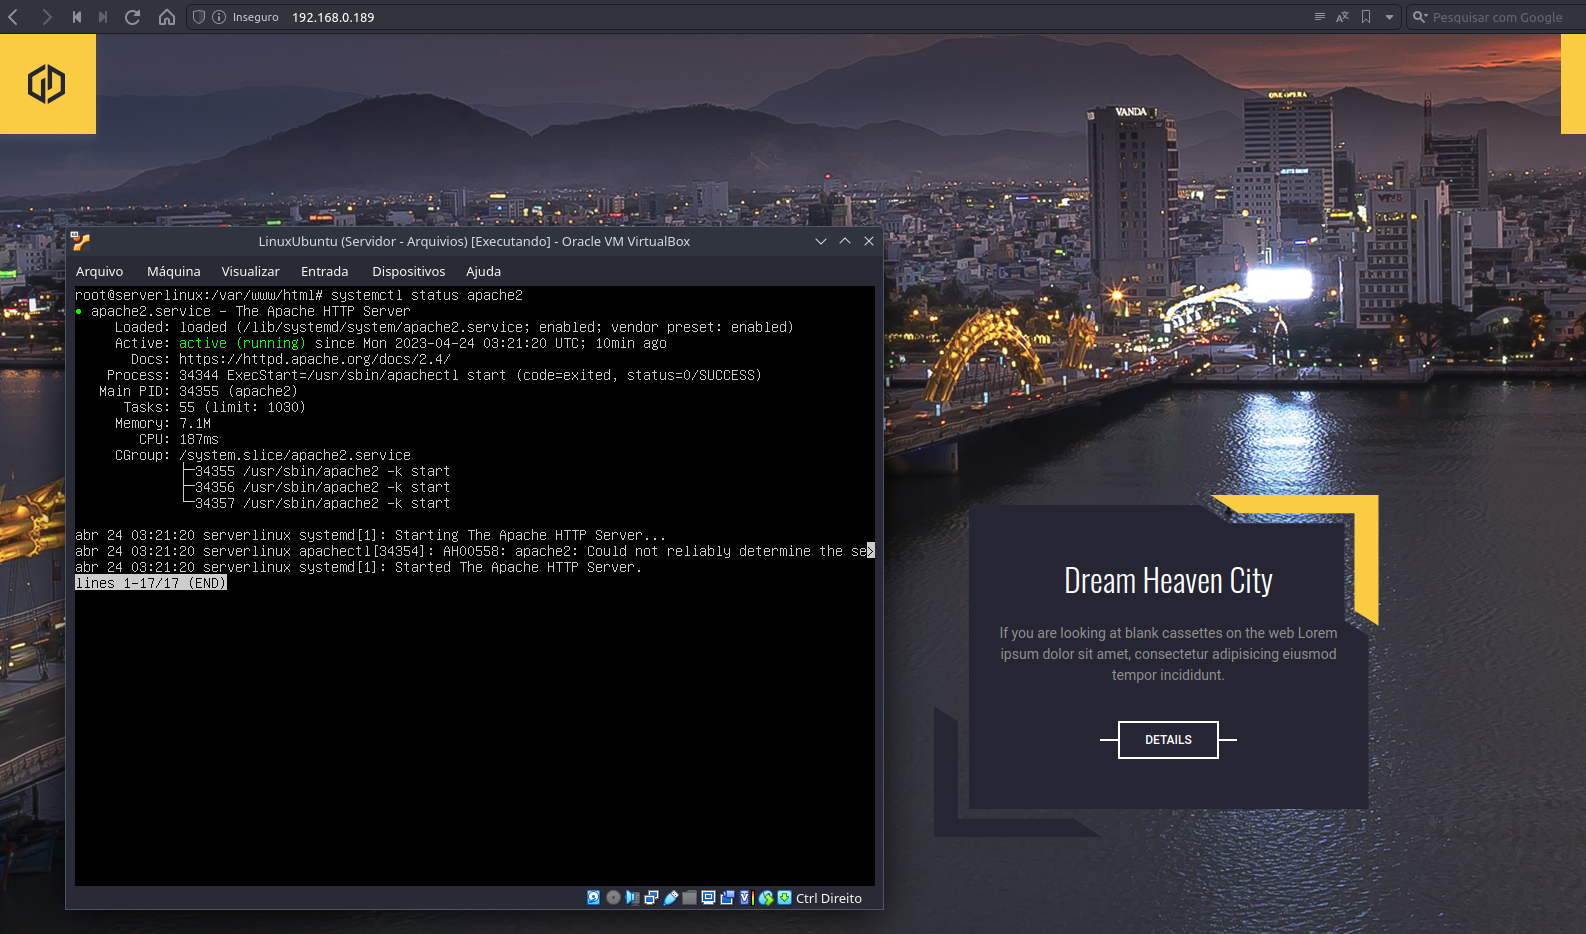 Inseguro 192.168.0.189
Pesquisar com Google
VANDA
ONE OPERA
LinuxUbuntu (Servidor - Arquivios) [Executando] - Oracle VM VirtualBox
Arquivo Máquina Visualizar Entrada Dispositivos Ajuda
root@serverlinux:/var/www/html# systemctl status apache2
● apache2.service - The Apache HTTP Server
Loaded: loaded (/lib/systemd/system/apache2.service; enabled; vendor preset: enabled)
Active: active (running) since Mon 2023-04-24 03:21:20 UTC; 10min ago
Docs: https://httpd.apache.org/docs/2.4/
Process: 34344 ExecStart=/usr/sbin/apachectl start (code=exited, status=0/SUCCESS)
Main PID: 34355 (apache2)
Tasks: 55 (limit: 1030)
Memory: 7.1M
CPU: 187ms
CGroup: /system.slice/apache2.service
├─34355 /usr/sbin/apache2 -k start
├─34356 /usr/sbin/apache2 -k start
└─34357 /usr/sbin/apache2 -k start
abr 24 03:21:20 serverlinux systemd[1]: Starting The Apache HTTP Server...
abr 24 03:21:20 serverlinux apachectl[34354]: AH00558: apache2: Could not reliably determine the se>
abr 24 03:21:20 serverlinux systemd[1]: Started The Apache HTTP Server.
lines 1-17/17 (END)
Ctrl Direito
Dream Heaven City
If you are looking at blank cassettes on the web Lorem
ipsum dolor sit amet, consectetur adipisicing eiusmod
tempor incididunt.
DETAILS